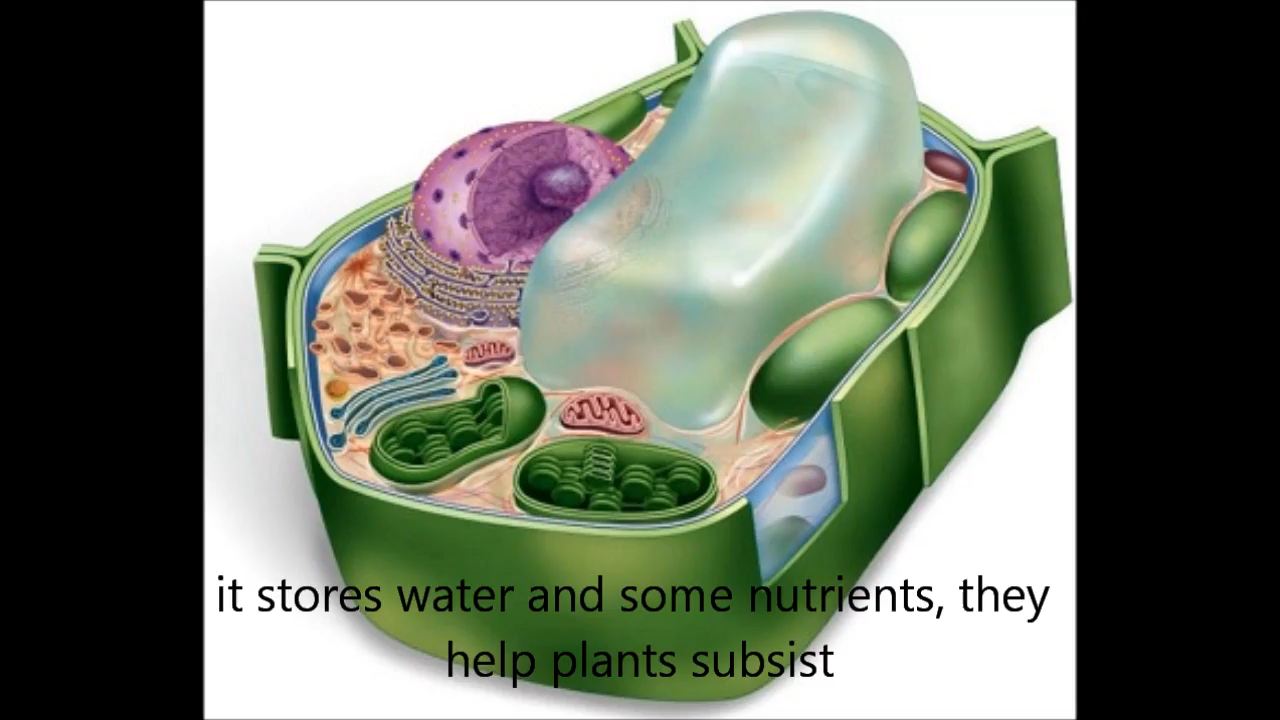 it stores water and some nutrients, they
help plants subsist